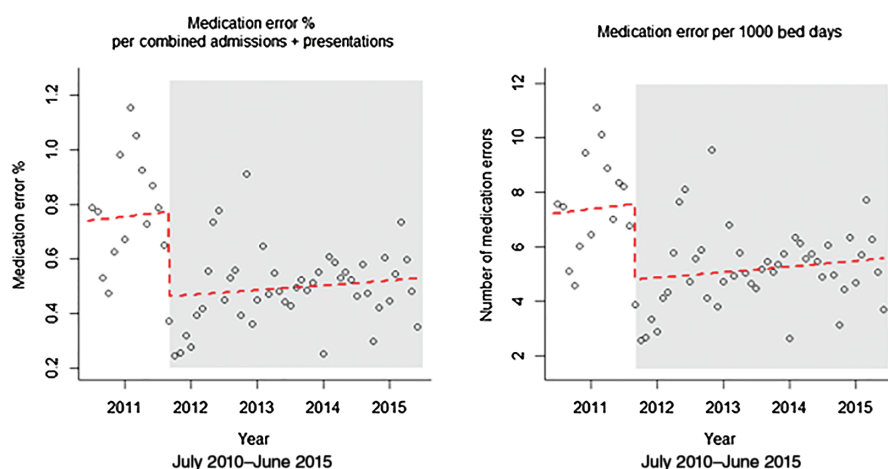 Medication error %
per combined admissions + presentations
Medication error %
1.2
1.0
0.8
0.6
0.4
0.2
2011 2012 2013 2014 2015
Year
July 2010–June 2015
Medication error per 1000 bed days
Number of medication errors
12
10
8
6
4
2
2011 2012 2013 2014 2015
Year
July 2010–June 2015